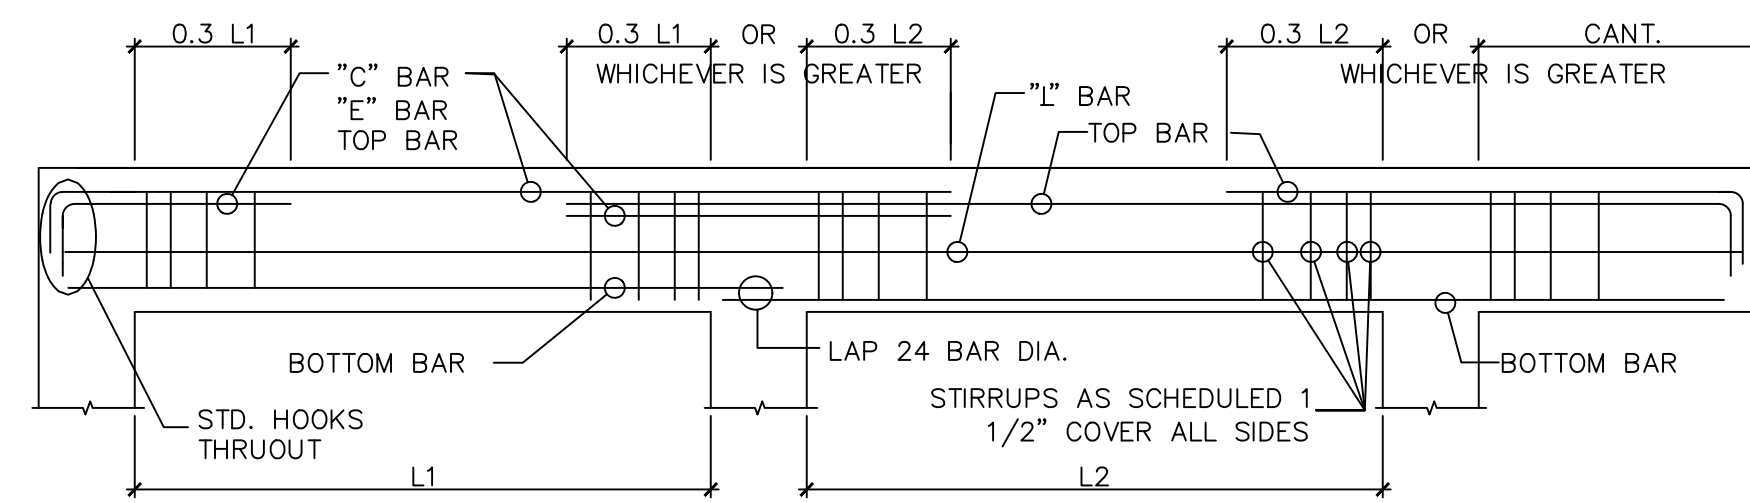 0.3 L1
0.3 L1 OR 0.3 L2
WHICHEVER IS GREATER
0.3 L2 OR CANT.
WHICHEVER IS GREATER
"C" BAR
"E" BAR
TOP BAR
"L" BAR
TOP BAR
BOTTOM BAR
LAP 24 BAR DIA.
BOTTOM BAR
STIRRUPS AS SCHEDULED 1
1/2" COVER ALL SIDES
STD. HOOKS
THRUOUT
L1
L2